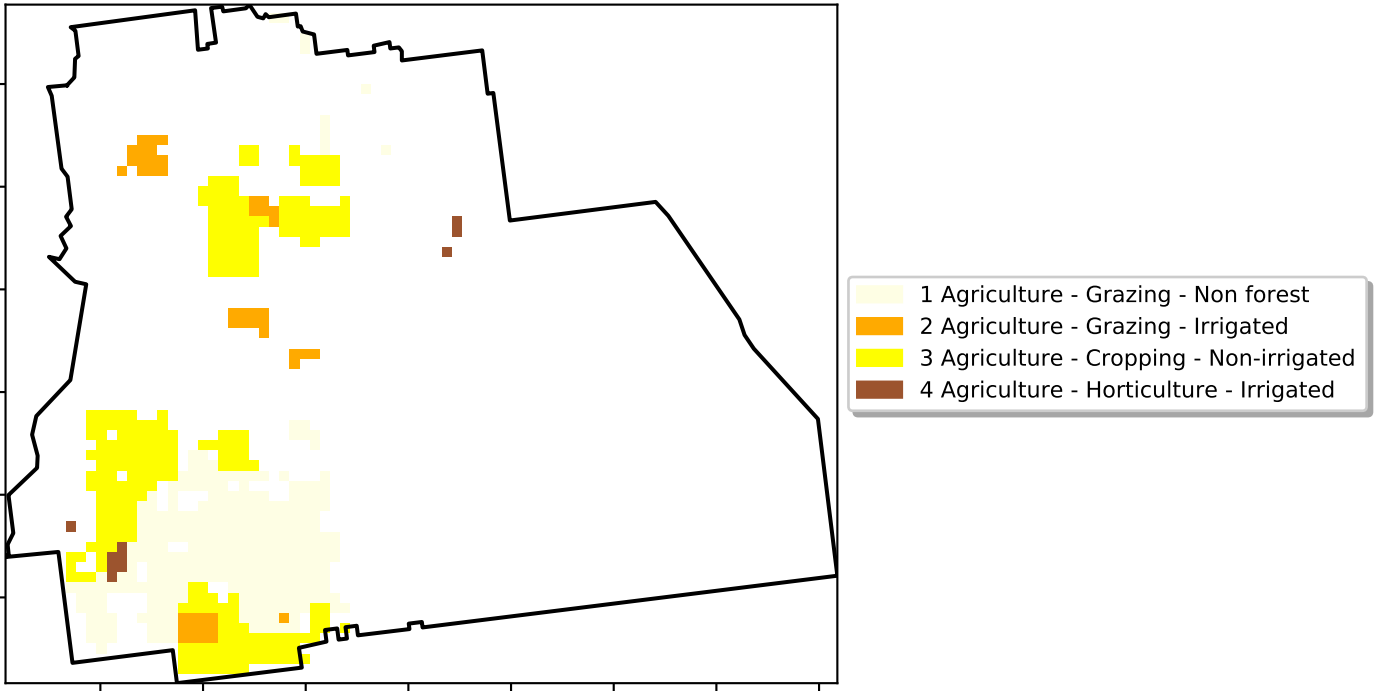 1 Agriculture - Grazing - Non forest
2 Agriculture - Grazing - Irrigated
3 Agriculture - Cropping - Non-irrigated
4 Agriculture - Horticulture - Irrigated